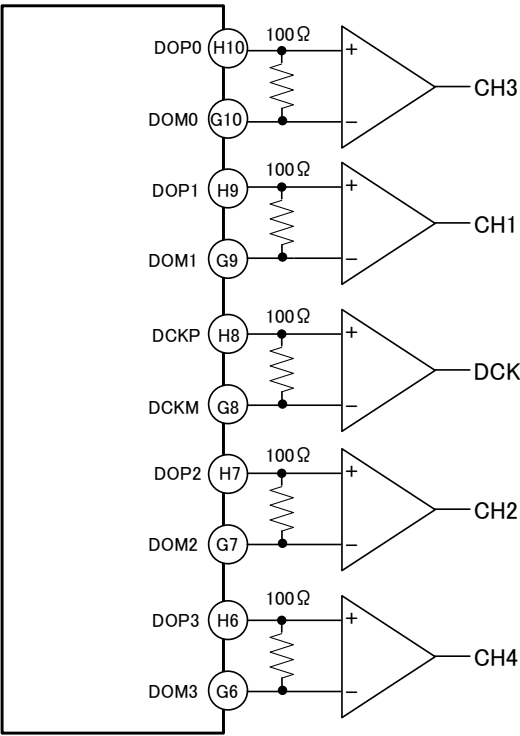 100Ω
DOP0 H10 +
CH3
DOM0 G10 −
100Ω
DOP1 H9 +
CH1
DOM1 G9 −
100Ω
DCKP H8 +
DCK
DCKM G8 −
100Ω
DOP2 H7 +
CH2
DOM2 G7 −
100Ω
DOP3 H6 +
CH4
DOM3 G6 −